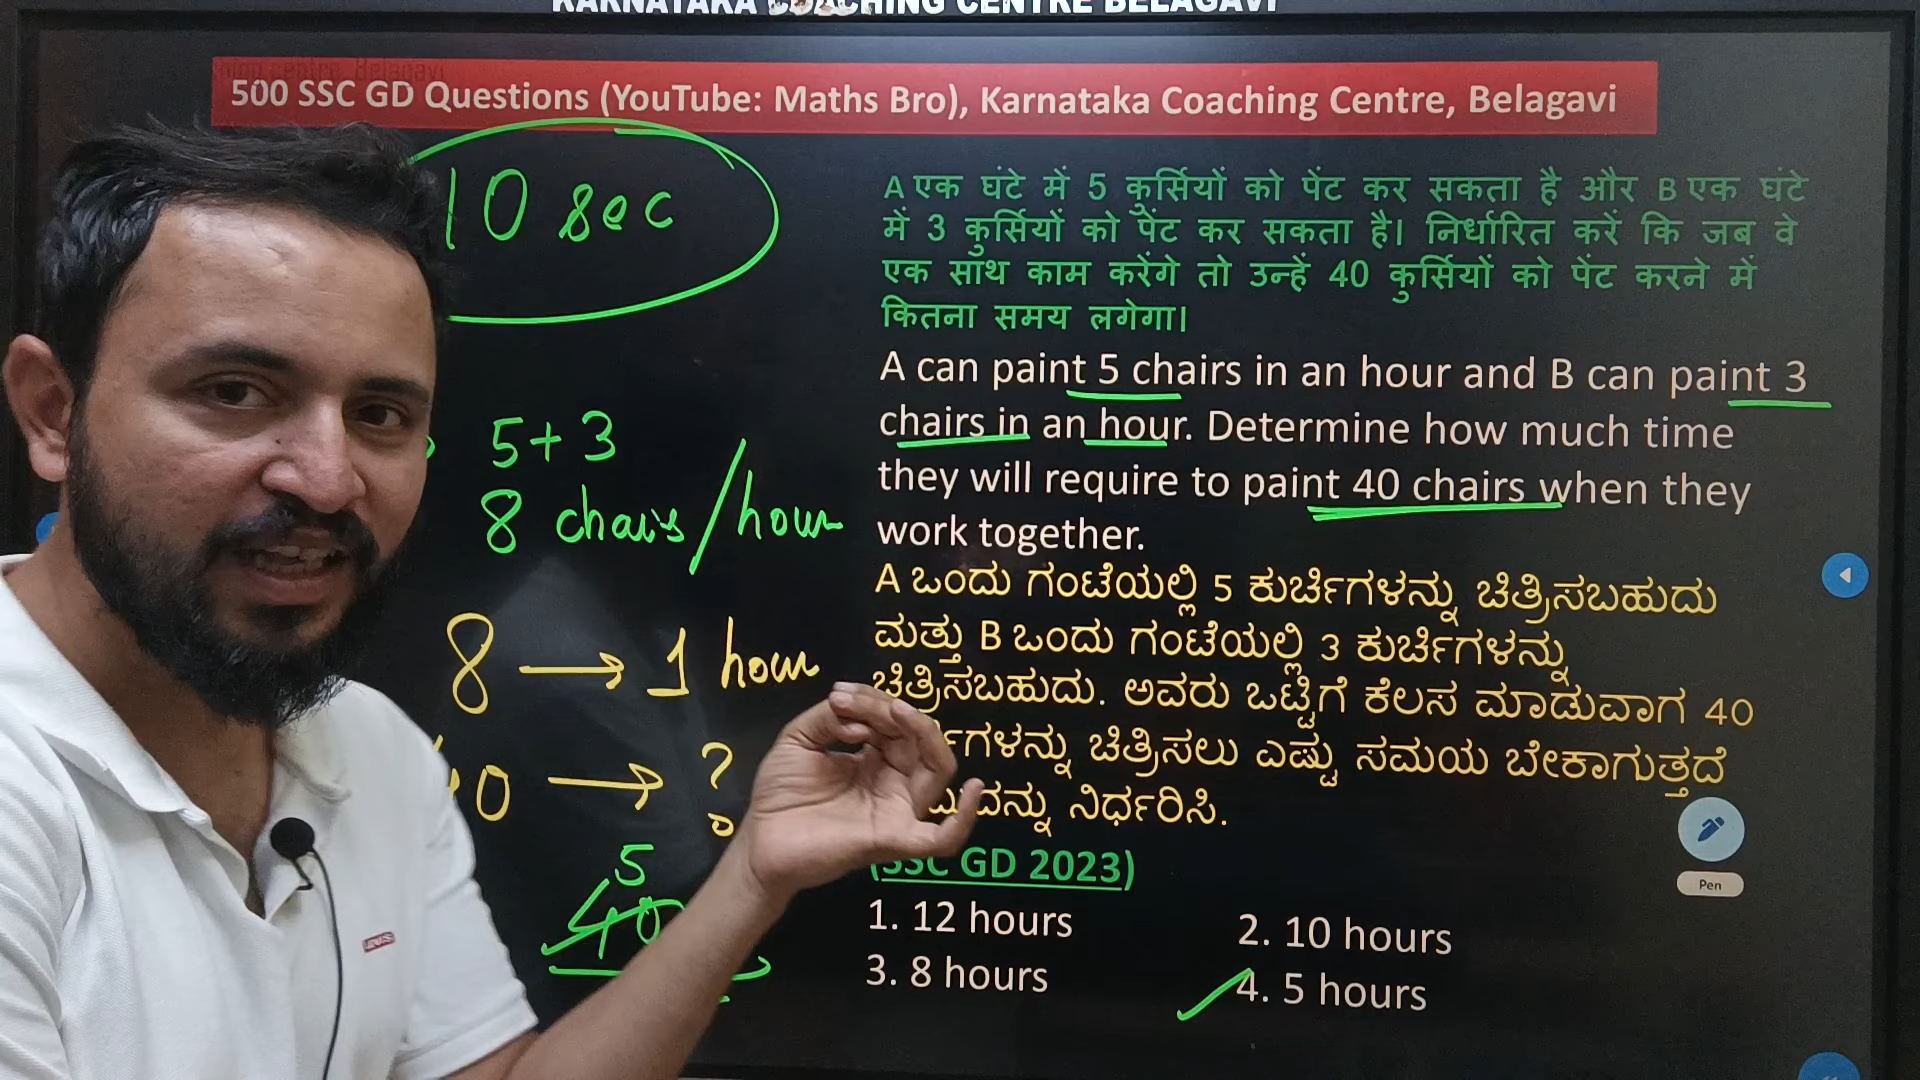 KARNATAKA COACHING CENTRE BELAGAVI
500 SSC GD Questions (YouTube: Maths Bro), Karnataka Coaching Centre, Belagavi
10 sec
A एक घंटे में 5 कुर्सियों को पेंट कर सकता है और B एक घंटे
में 3 कुर्सियों को पेंट कर सकता है। निर्धारित करें कि जब वे
एक साथ काम करेंगे तो उन्हें 40 कुर्सियों को पेंट करने में
कितना समय लगेगा।
A can paint 5 chairs in an hour and B can paint 3
chairs in an hour. Determine how much time
they will require to paint 40 chairs when they
work together.
5+3
8 chairs/hour
8 → 1 hour
40 → ?
5
40
A ಒಂದು ಗಂಟೆಯಲ್ಲಿ 5 ಕುರ್ಚಿಗಳನ್ನು ಚಿತ್ರಿಸಬಹುದು
ಮತ್ತು B ಒಂದು ಗಂಟೆಯಲ್ಲಿ 3 ಕುರ್ಚಿಗಳನ್ನು
ಚಿತ್ರಿಸಬಹುದು. ಅವರು ಒಟ್ಟಿಗೆ ಕೆಲಸ ಮಾಡುವಾಗ 40
ಚಿತ್ರಿಸಲು ಎಷ್ಟು ಸಮಯ ಬೇಕಾಗುತ್ತದೆ
ನಿರ್ಧರಿಸಿ.
(SSC GD 2023)
1. 12 hours 2. 10 hours
3. 8 hours 4. 5 hours
Pen